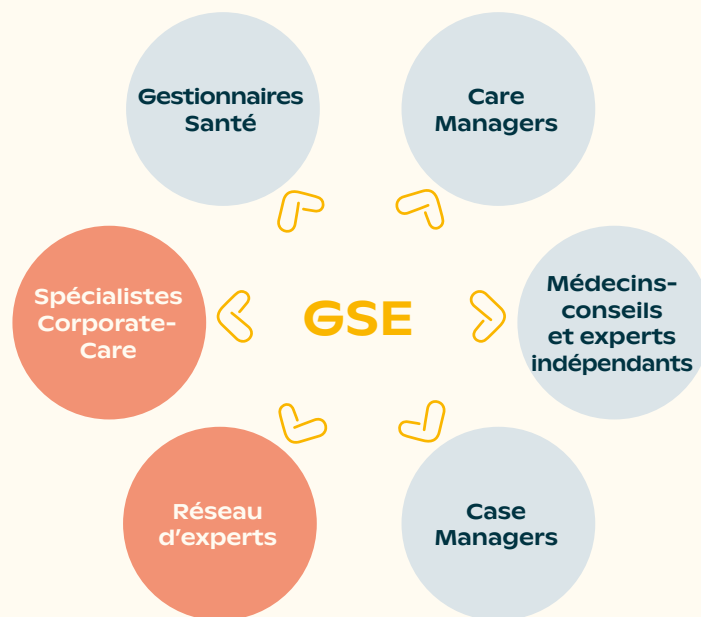 Gestionnaires
Santé
Care
Managers
Spécialistes
Corporate-
Care
GSE
Médecins-
conseils
et experts
indépendants
Réseau
d'experts
Case
Managers